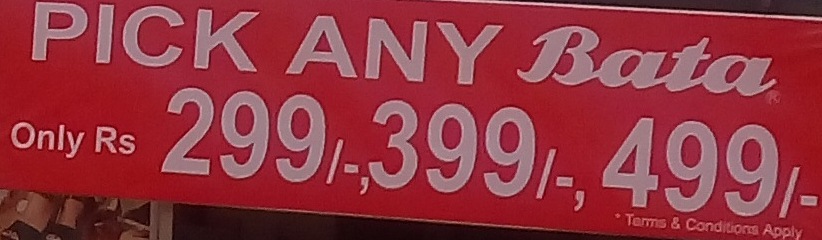 PICK ANY Bata®
Only Rs 299/-,399/-, 499/-
* Terms & Conditions Apply